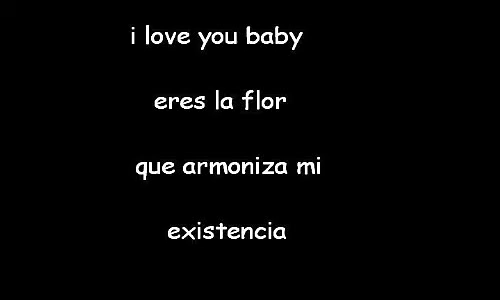 i love you baby
eres la flor
que armoniza mi
existencia